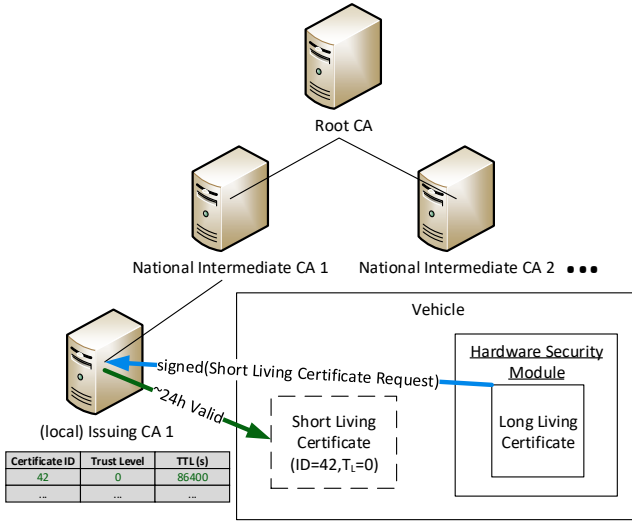 Root CA
National Intermediate CA 1
National Intermediate CA 2 ...
Vehicle
Hardware Security
Module
signed(Short Living Certificate Request)
Long Living
Certificate
~24h Valid
Short Living
Certificate
(ID=42,TL=0)
(local) Issuing CA 1
Certificate ID Trust Level TTL (s)
42 0 86400
... ... ...